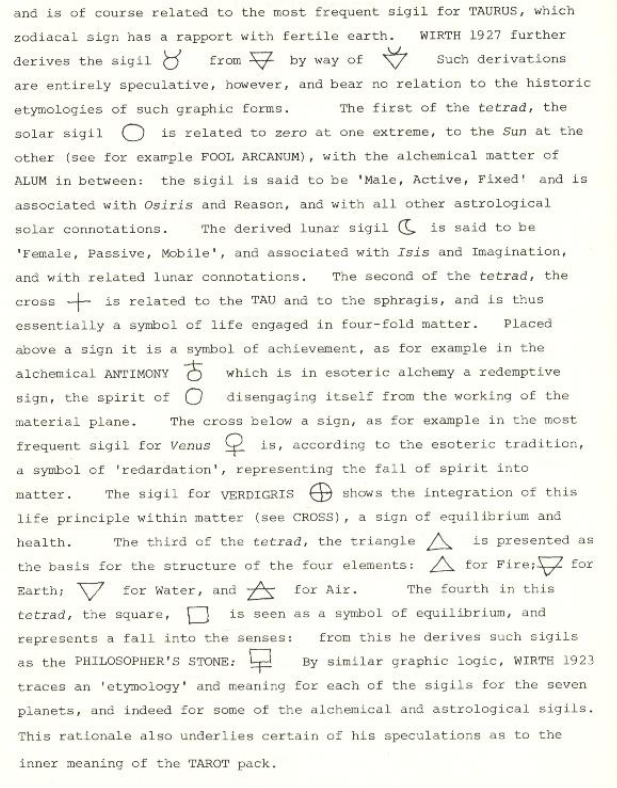 and is of course related to the most frequent sigil for TAURUS, which
zodiacal sign has a rapport with fertile earth. WIRTH 1927 further
derives the sigil ♉ from 🜃 by way of Such derivations
are entirely speculative, however, and bear no relation to the historic
etymologies of such graphic forms. The first of the tetrad, the
solar sigil ○ is related to zero at one extreme, to the Sun at the
other (see for example FOOL ARCANUM), with the alchemical matter of
ALUM in between: the sigil is said to be 'Male, Active, Fixed' and is
associated with Osiris and Reason, and with all other astrological
solar connotations. The derived lunar sigil ☾ is said to be
'Female, Passive, Mobile', and associated with Isis and Imagination,
and with related lunar connotations. The second of the tetrad, the
cross + is related to the TAU and to the sphragis, and is thus
essentially a symbol of life engaged in four-fold matter. Placed
above a sign it is a symbol of achievement, as for example in the
alchemical ANTIMONY ♁ which is in esoteric alchemy a redemptive
sign, the spirit of ○ disengaging itself from the working of the
material plane. The cross below a sign, as for example in the most
frequent sigil for Venus ♀ is, according to the esoteric tradition,
a symbol of 'redardation', representing the fall of spirit into
matter. The sigil for VERDIGRIS ⊕ shows the integration of this
life principle within matter (see CROSS), a sign of equilibrium and
health. The third of the tetrad, the triangle △ is presented as
the basis for the structure of the four elements: △ for Fire; 🜃 for
Earth; ▽ for Water, and 🜁 for Air. The fourth in this
tetrad, the square, □ is seen as a symbol of equilibrium, and
represents a fall into the senses: from this he derives such sigils
as the PHILOSOPHER'S STONE: By similar graphic logic, WIRTH 1923
traces an 'etymology' and meaning for each of the sigils for the seven
planets, and indeed for some of the alchemical and astrological sigils.
This rationale also underlies certain of his speculations as to the
inner meaning of the TAROT pack.